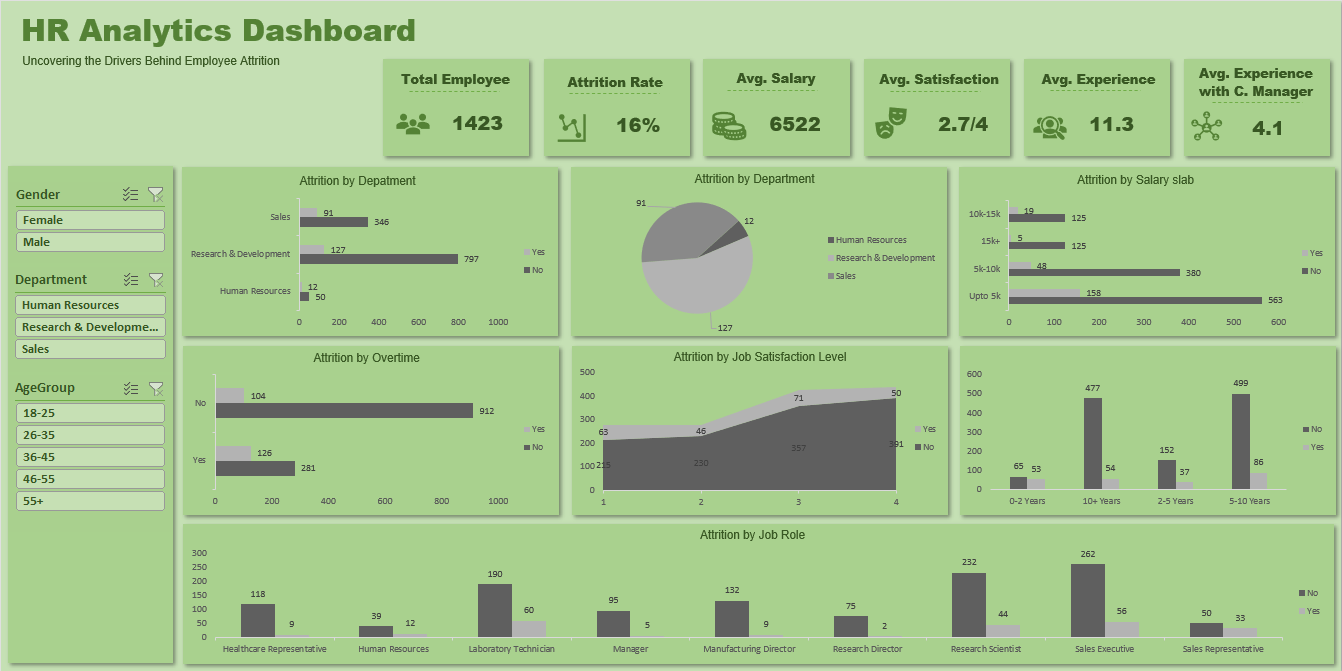 HR Analytics Dashboard
Uncovering the Drivers Behind Employee Attrition
Total Employee
1423
Attrition Rate
16%
Avg. Salary
6522
Avg. Satisfaction
2.7/4
Avg. Experience
11.3
Avg. Experience
with C. Manager
4.1
Gender
Female
Male
Department
Human Resources
Research & Developme...
Sales
AgeGroup
18-25
26-35
36-45
46-55
55+
Attrition by Depatment
Sales
91
346
Research & Development
127
797
Human Resources
12
50
0 200 400 600 800 1000
Yes
No
Attrition by Department
91
12
127
Human Resources
Research & Development
Sales
Attrition by Salary slab
10k-15k
19
125
15k+
5
125
5k-10k
48
380
Upto 5k
158
563
0 100 200 300 400 500 600
Yes
No
Attrition by Overtime
No
104
912
Yes
126
281
0 200 400 600 800 1000
Yes
No
Attrition by Job Satisfaction Level
500
400
300
200
100
0
63 46 71 50
215 230 357 391
1 2 3 4
Yes
No
600
500
400
300
200
100
0
65 53 477 54 152 37 499 86
0-2 Years 10+ Years 2-5 Years 5-10 Years
No
Yes
Attrition by Job Role
300
250
200
150
100
50
0
118 9 39 12 190 60 95 5 132 9 75 2 232 44 262 56 50 33
Healthcare Representative Human Resources Laboratory Technician Manager Manufacturing Director Research Director Research Scientist Sales Executive Sales Representative
No
Yes